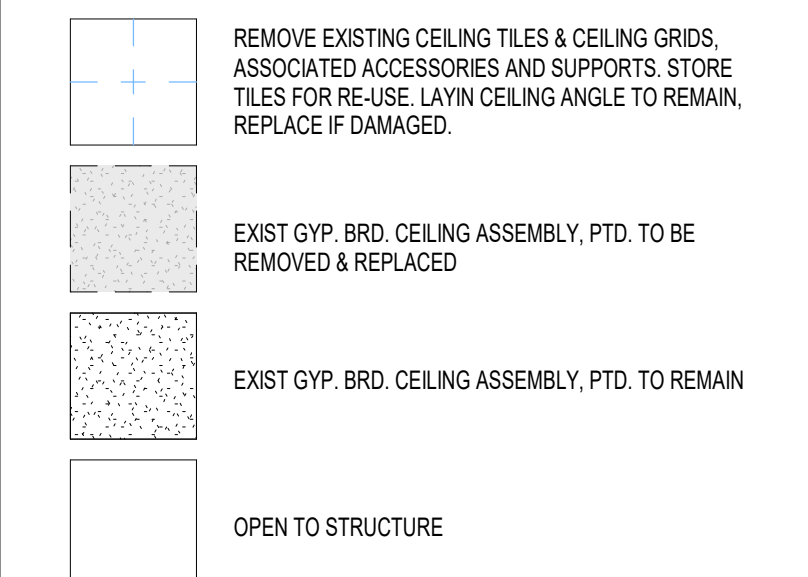 REMOVE EXISTING CEILING TILES & CEILING GRIDS,
ASSOCIATED ACCESSORIES AND SUPPORTS. STORE
TILES FOR RE-USE. LAYIN CEILING ANGLE TO REMAIN,
REPLACE IF DAMAGED.
EXIST GYP. BRD. CEILING ASSEMBLY, PTD. TO BE
REMOVED & REPLACED
EXIST GYP. BRD. CEILING ASSEMBLY, PTD. TO REMAIN
OPEN TO STRUCTURE